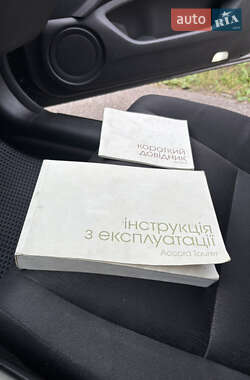 auto RIA
короткий
довідник
інструкція
з експлуатації
Accord Tourer